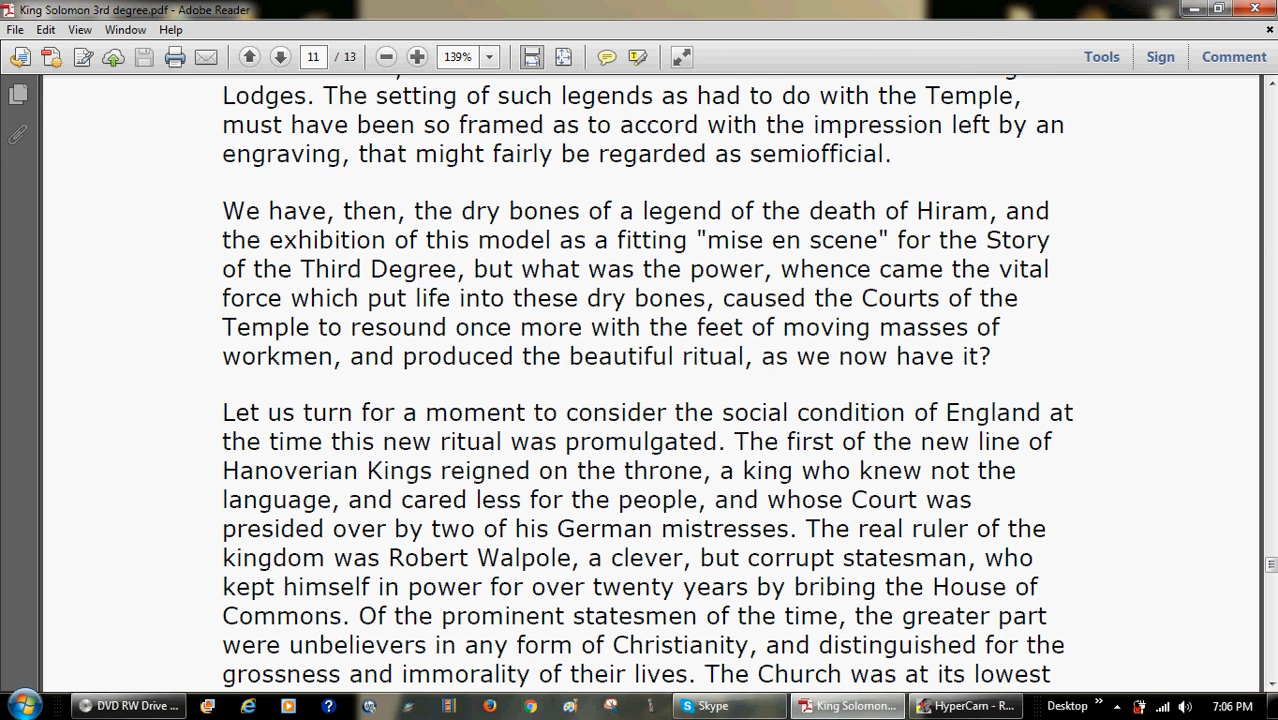 King Solomon 3rd degree.pdf - Adobe Reader
File Edit View Window Help
11 / 13 139% Tools Sign Comment
Lodges. The setting of such legends as had to do with the Temple,
must have been so framed as to accord with the impression left by an
engraving, that might fairly be regarded as semiofficial.
We have, then, the dry bones of a legend of the death of Hiram, and
the exhibition of this model as a fitting "mise en scene" for the Story
of the Third Degree, but what was the power, whence came the vital
force which put life into these dry bones, caused the Courts of the
Temple to resound once more with the feet of moving masses of
workmen, and produced the beautiful ritual, as we now have it?
Let us turn for a moment to consider the social condition of England at
the time this new ritual was promulgated. The first of the new line of
Hanoverian Kings reigned on the throne, a king who knew not the
language, and cared less for the people, and whose Court was
presided over by two of his German mistresses. The real ruler of the
kingdom was Robert Walpole, a clever, but corrupt statesman, who
kept himself in power for over twenty years by bribing the House of
Commons. Of the prominent statesmen of the time, the greater part
were unbelievers in any form of Christianity, and distinguished for the
grossness and immorality of their lives. The Church was at its lowest
DVD RW Drive ... Skype King Solomon... HyperCam - R... Desktop 7:06 PM